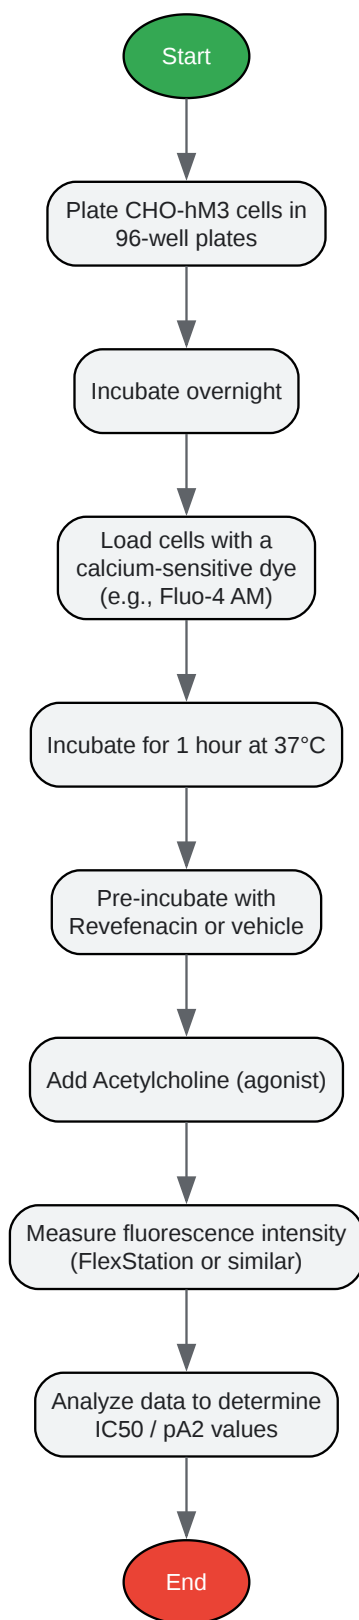 Start
Plate CHO-hM3 cells in
96-well plates
Incubate overnight
Load cells with a
calcium-sensitive dye
(e.g., Fluo-4 AM)
Incubate for 1 hour at 37°C
Pre-incubate with
Revefenacin or vehicle
Add Acetylcholine (agonist)
Measure fluorescence intensity
(FlexStation or similar)
Analyze data to determine
IC50 / pA2 values
End